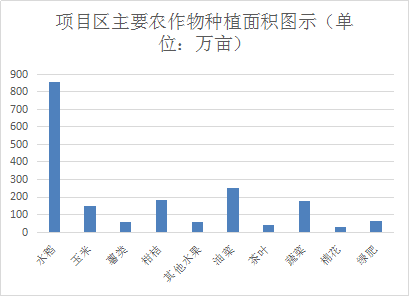 项目区主要农作物种植面积图示（单
位：万亩）
900
800
700
600
500
400
300
200
100
0
水稻
玉米
薯类
柑桔
其他水果
油菜
茶叶
蔬菜
棉花
绿肥